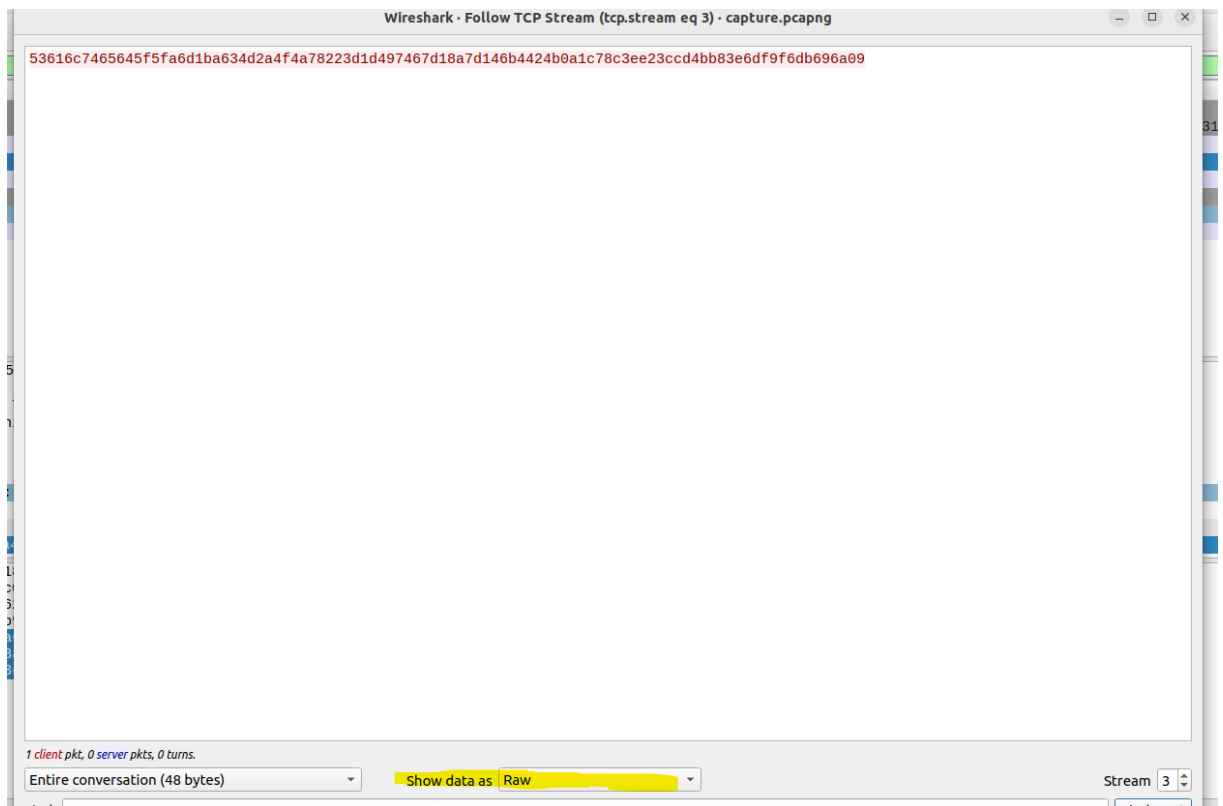 Wireshark · Follow TCP Stream (tcp.stream eq 3) · capture.pcapng
53616c7465645f5fa6d1ba634d2a4f4a78223d1d497467d18a7d146b4424b0a1c78c3ee23ccd4bb83e6df9f6db696a09
31
1 client pkt, 0 server pkts, 0 turns.
Entire conversation (48 bytes)
Show data as Raw
Stream 3